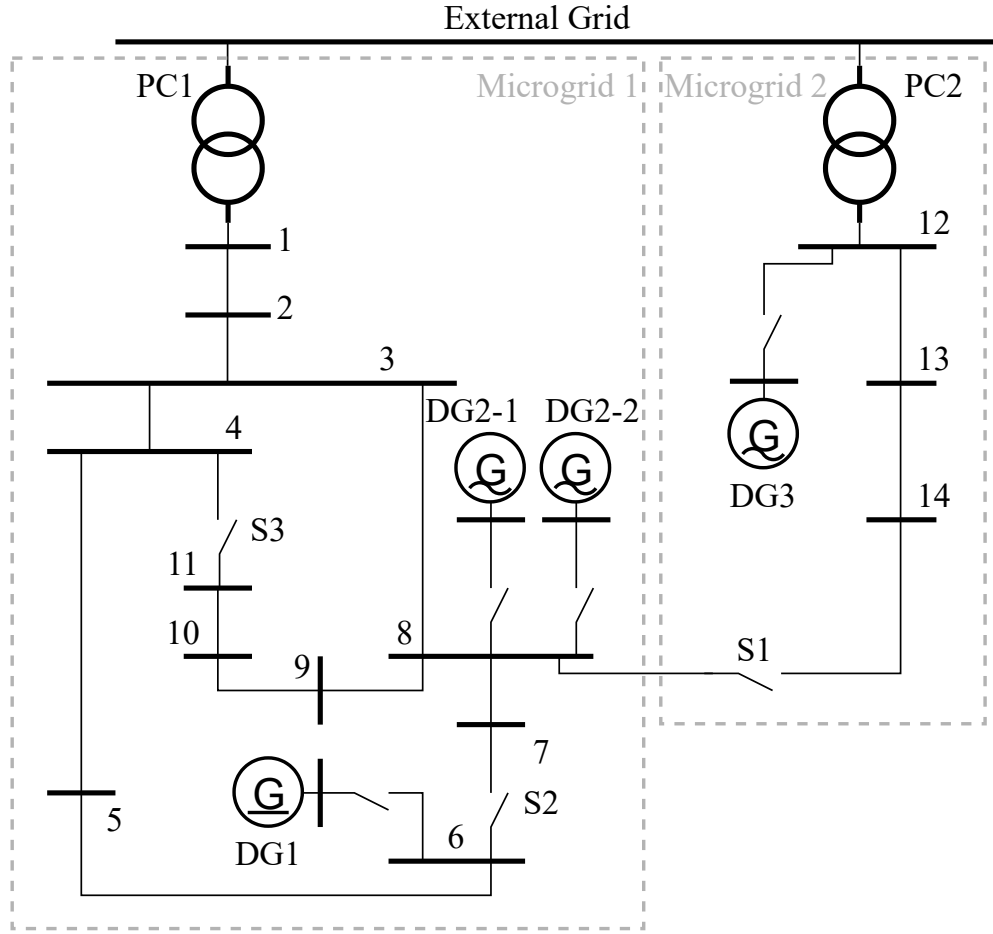 External Grid
PC1
Microgrid 1
Microgrid 2
PC2
1
12
2
3
13
DG2-1
DG2-2
4
G
G
G
DG3
14
S3
11
10
8
9
S1
7
G
S2
5
6
DG1